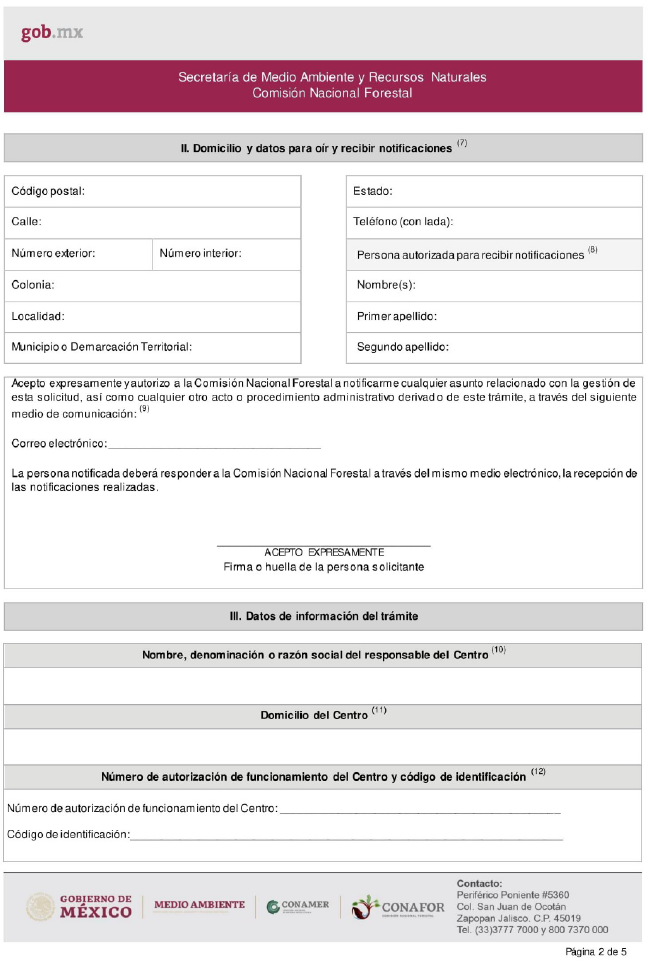 gob.mx
Secretaría de Medio Ambiente y Recursos Naturales
Comisión Nacional Forestal
II. Domicilio y datos para oír y recibir notificaciones (7)
Código postal:
Calle:
Número exterior: Número interior:
Colonia:
Localidad:
Municipio o Demarcación Territorial:
Estado:
Teléfono (con lada):
Persona autorizada para recibir notificaciones (8)
Nombre(s):
Primer apellido:
Segundo apellido:
Acepto expresamente y autorizo a la Comisión Nacional Forestal a notificarme cualquier asunto relacionado con la gestión de
esta solicitud, así como cualquier otro acto o procedimiento administrativo derivado de este trámite, a través del siguiente
medio de comunicación: (9)
Correo electrónico:
La persona notificada deberá responder a la Comisión Nacional Forestal a través del mismo medio electrónico, la recepción de
las notificaciones realizadas.
ACEPTO EXPRESAMENTE
Firma o huella de la persona solicitante
III. Datos de información del trámite
Nombre, denominación o razón social del responsable del Centro (10)
Domicilio del Centro (11)
Número de autorización de funcionamiento del Centro y código de identificación (12)
Número de autorización de funcionamiento del Centro:
Código de identificación:
GOBIERNO DE
MÉXICO
MEDIO AMBIENTE
CONAMER
CONAFOR
Contacto:
Periférico Poniente #5360
Col. San Juan de Ocotán
Zapopan Jalisco. C.P. 45019
Tel. (33)3777 7000 y 800 7370 000
Página 2 de 5